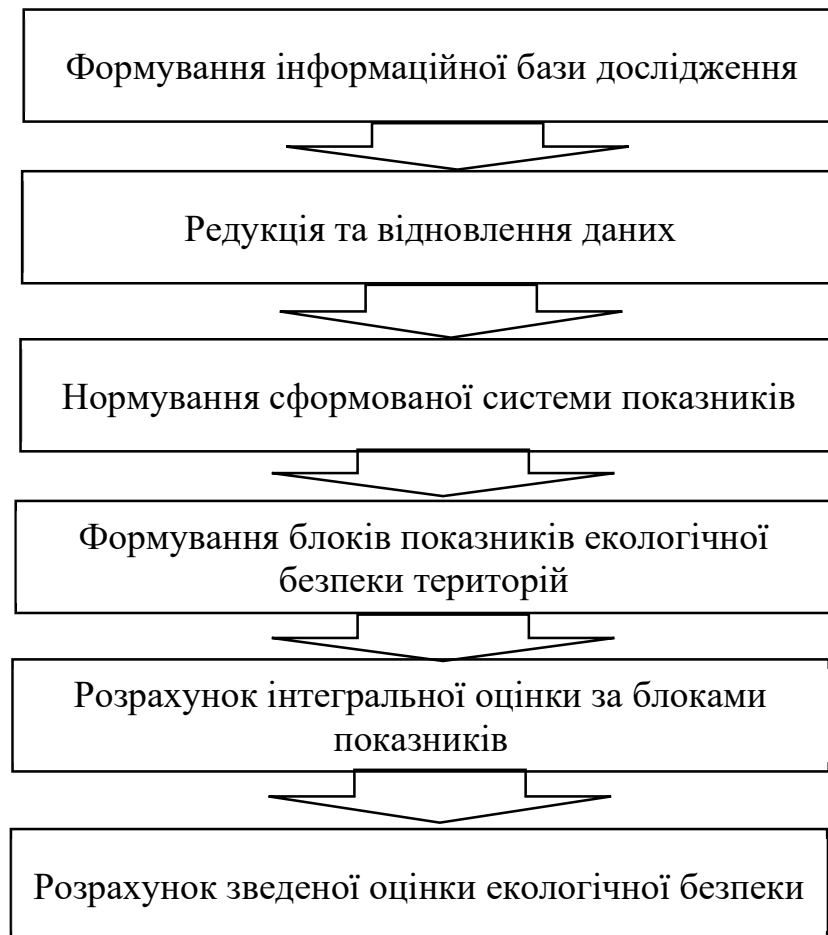 Формування інформаційної бази дослідження
Редукція та відновлення даних
Нормування сформованої системи показників
Формування блоків показників екологічної
безпеки територій
Розрахунок інтегральної оцінки за блоками
показників
Розрахунок зведеної оцінки екологічної безпеки